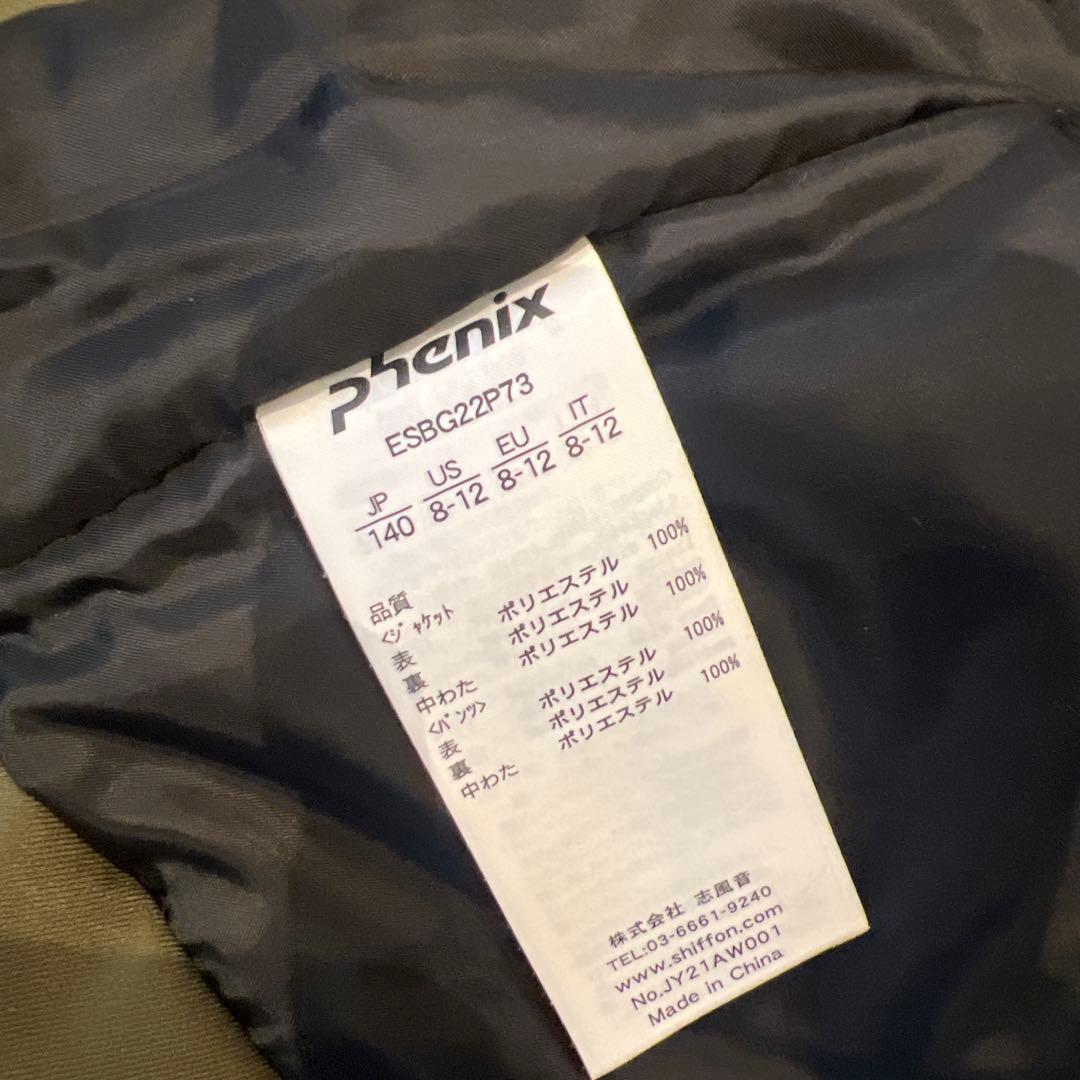 Phenix
ESBG22P73
JP US EU IT
140 8-12 8-12 8-12
品質
<ジャケット
表 ポリエステル 100%
裏 ポリエステル 100%
中わた ポリエステル 100%
<パンツ>
表 ポリエステル 100%
裏 ポリエステル
中わた ポリエステル
株式会社 志風音
TEL:03-6661-9240
www.shiffon.com
No.JY21AW001
Made in China